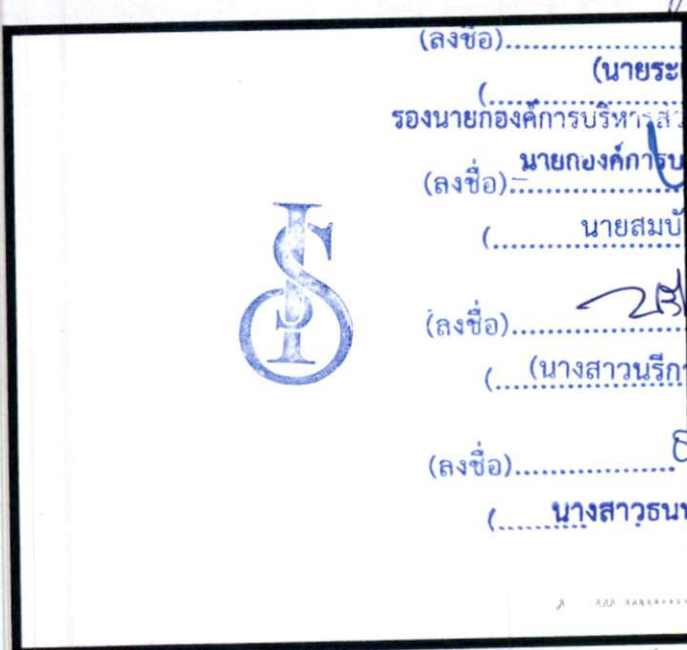 (ลงชื่อ)....................
(นายระ
(....................
รองนายกองค์การบริหารส่ว
นายกองค์การบ
(ลงชื่อ)....................
(..........นายสมบั
(ลงชื่อ)....................
(.....(นางสาวนรีก
(ลงชื่อ)....................
(.....นางสาวธน